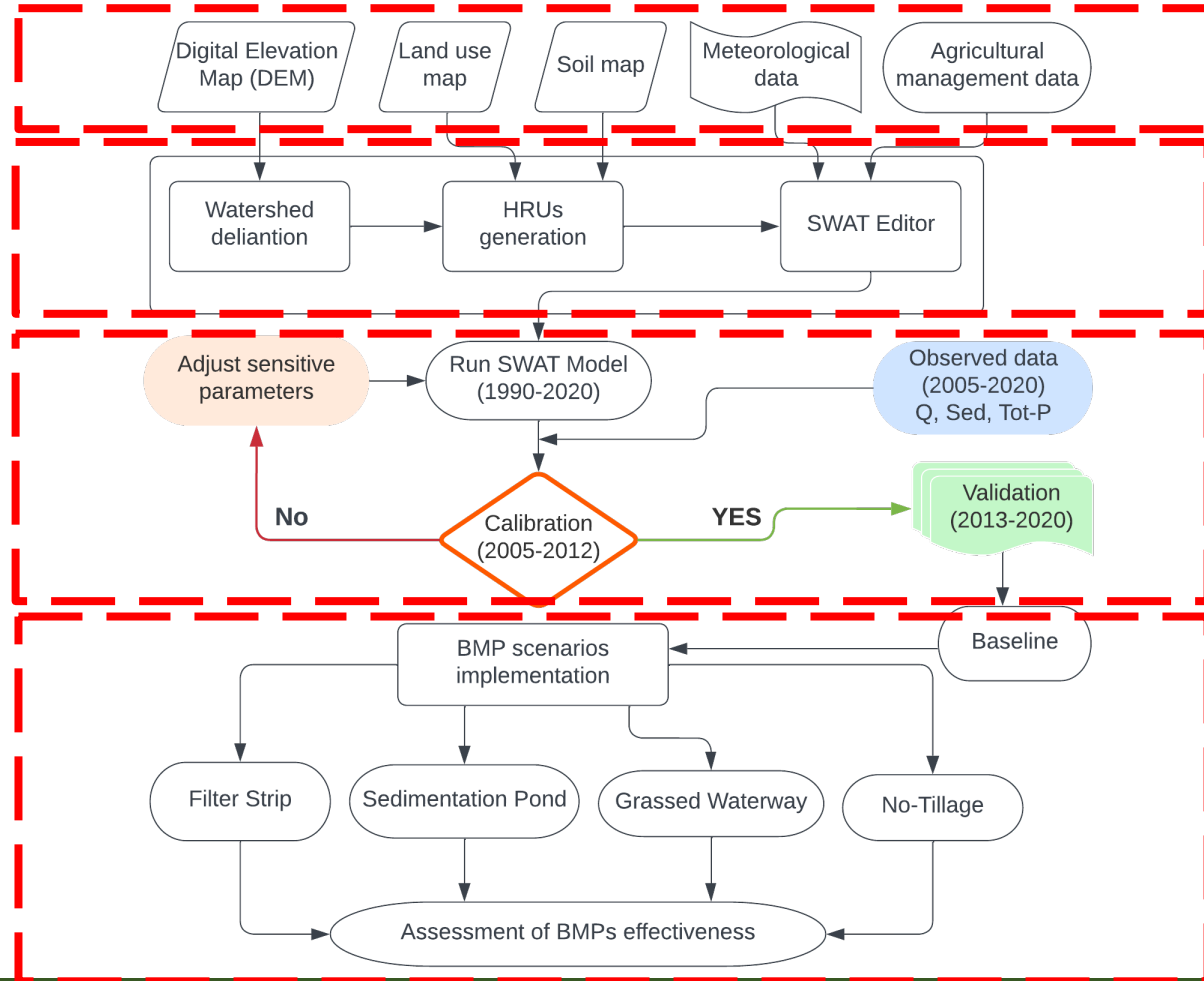 Digital Elevation
Map (DEM)
Land use
map
Soil map
Meteorological
data
Agricultural
management data
Watershed
deliantion
HRUs
generation
SWAT Editor
Adjust sensitive
parameters
Run SWAT Model
(1990-2020)
Observed data
(2005-2020)
Q, Sed, Tot-P
No
Calibration
(2005-2012)
YES
Validation
(2013-2020)
Baseline
BMP scenarios
implementation
Filter Strip
Sedimentation Pond
Grassed Waterway
No-Tillage
Assessment of BMPs effectiveness